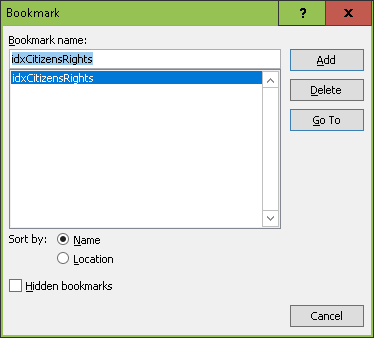 Bookmark ? X
Bookmark name:
idxCitizensRights
Add
idxCitizensRights
Delete
Go To
Sort by: Name
Location
Hidden bookmarks
Cancel